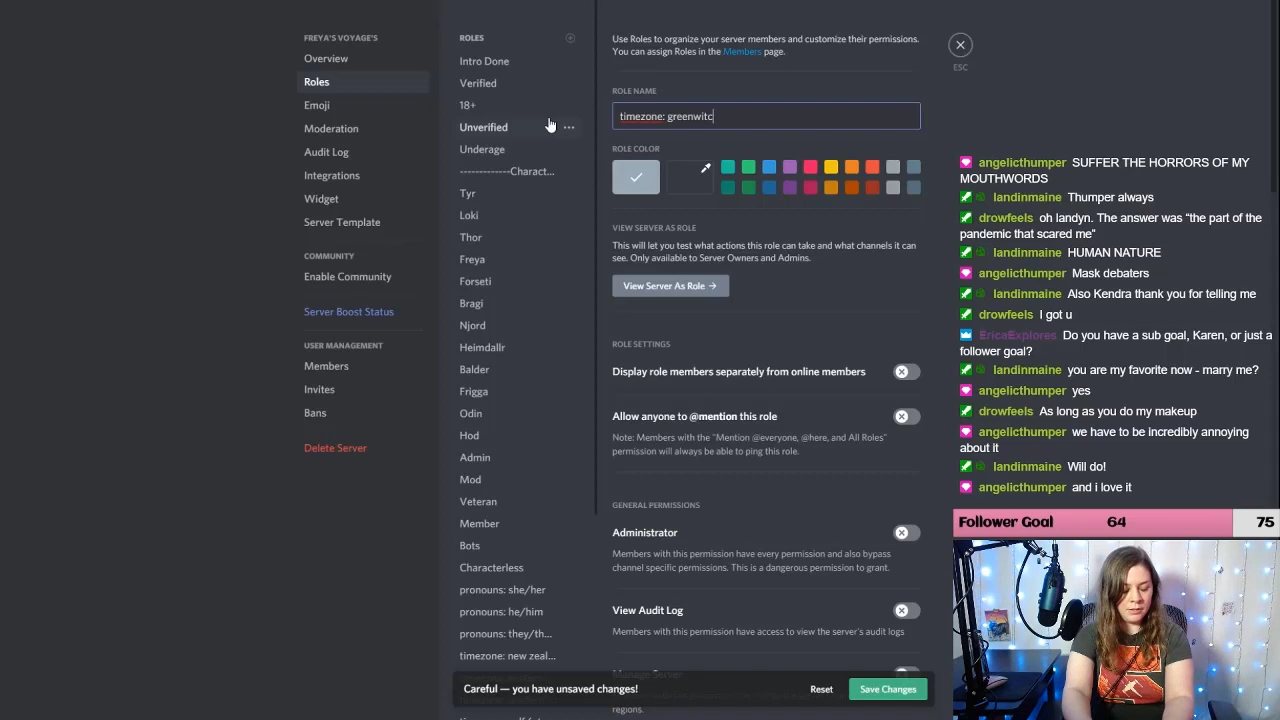 FREYA'S VOYAGE'S
Overview
Roles
Emoji
Moderation
Audit Log
Integrations
Widget
Server Template
COMMUNITY
Enable Community
Server Boost Status
USER MANAGEMENT
Members
Invites
Bans
Delete Server
ROLES
Intro Done
Verified
18+
Unverified
Underage
-------------Charact...
Tyr
Loki
Thor
Freya
Forseti
Bragi
Njord
Heimdallr
Balder
Frigga
Odin
Hod
Admin
Mod
Veteran
Member
Bots
Characterless
pronouns: she/her
pronouns: he/him
pronouns: they/th...
timezone: new zeal...
Use Roles to organize your server members and customize their permissions.
You can assign Roles in the Members page.
ESC
ROLE NAME
timezone: greenwitc
ROLE COLOR
VIEW SERVER AS ROLE
This will let you test what actions this role can take and what channels it can
see. Only available to Server Owners and Admins.
View Server As Role →
ROLE SETTINGS
Display role members separately from online members
Allow anyone to @mention this role
Note: Members with the "Mention @everyone, @here, and All Roles"
permission will always be able to ping this role.
GENERAL PERMISSIONS
Administrator
Members with this permission have every permission and also bypass
channel specific permissions. This is a dangerous permission to grant.
View Audit Log
Members with this permission have access to view the server's audit logs
Careful — you have unsaved changes!
Reset
Save Changes
regions.
angelicthumper SUFFER THE HORRORS OF MY
MOUTHWORDS
landinmaine Thumper always
drowfeels oh landyn. The answer was "the part of the
pandemic that scared me"
landinmaine HUMAN NATURE
angelicthumper Mask debaters
landinmaine Also Kendra thank you for telling me
drowfeels I got u
EricaExplores Do you have a sub goal, Karen, or just a
follower goal?
landinmaine you are my favorite now - marry me?
angelicthumper yes
drowfeels As long as you do my makeup
angelicthumper we have to be incredibly annoying
about it
landinmaine Will do!
angelicthumper and i love it
Follower Goal 64 75